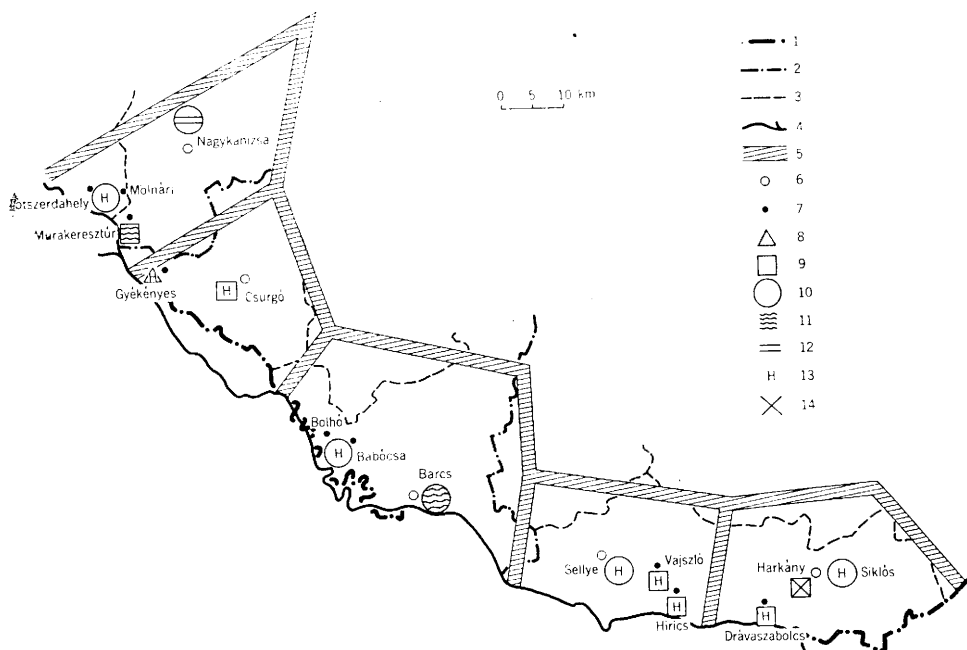 0 5 10 km
1
2
3
4
5
6
7
8
9
10
11
12
13
14
Nagykanizsa
Molnári
H
Murakeresztúr
H
Gyékényes
H
Csurgó
Bolhó
H
Babócsa
Barcs
Sellye
H
Vajszló
H
H
Hirics
Harkány
H
Siklós
H
Drávaszabolcs
H